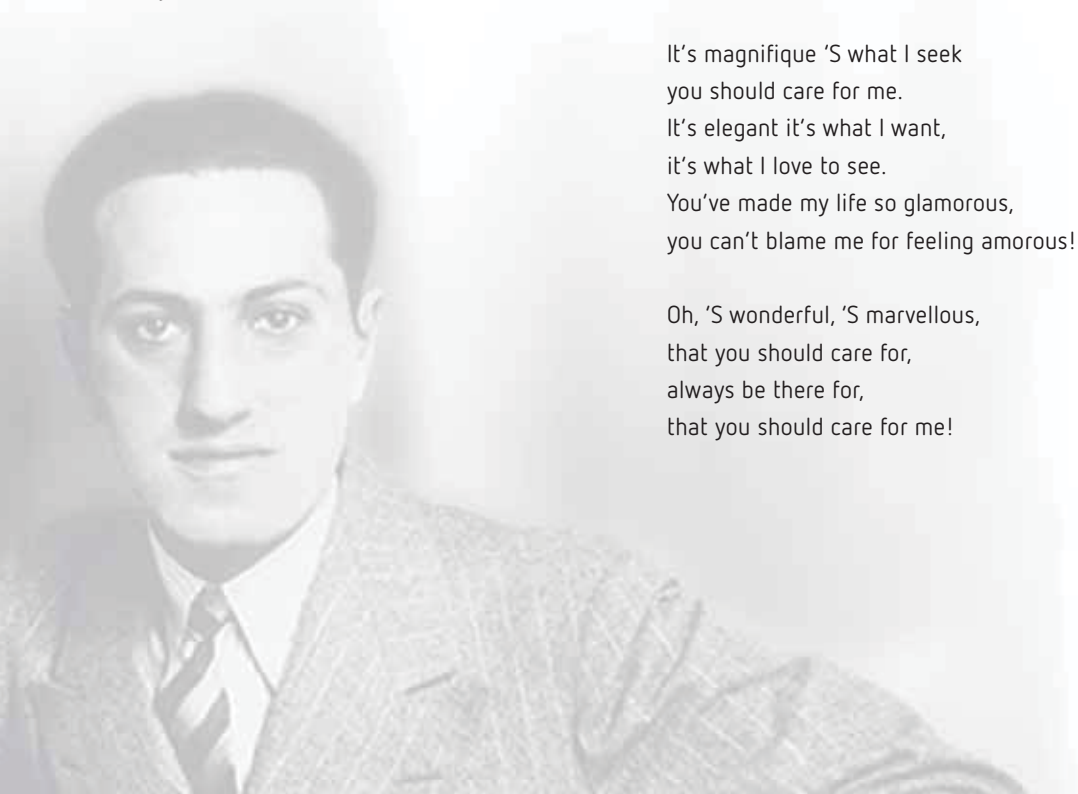 It’s magnifique ‘S what I seek
you should care for me.
It’s elegant it’s what I want,
it’s what I love to see.
You’ve made my life so glamorous,
you can’t blame me for feeling amorous!
Oh, ‘S wonderful, ‘S marvellous,
that you should care for,
always be there for,
that you should care for me!